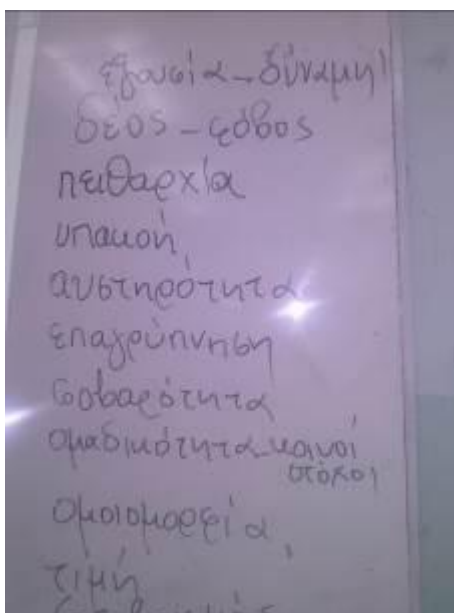 εξουσία - δύναμη
δέος - φόβος
πειθαρχία
υπακοή
αυστηρότητα
επαγρύπνηση
σοβαρότητα
ομαδικότητα - κοινοί
στόχοι
ομοιομορφία
τιμή